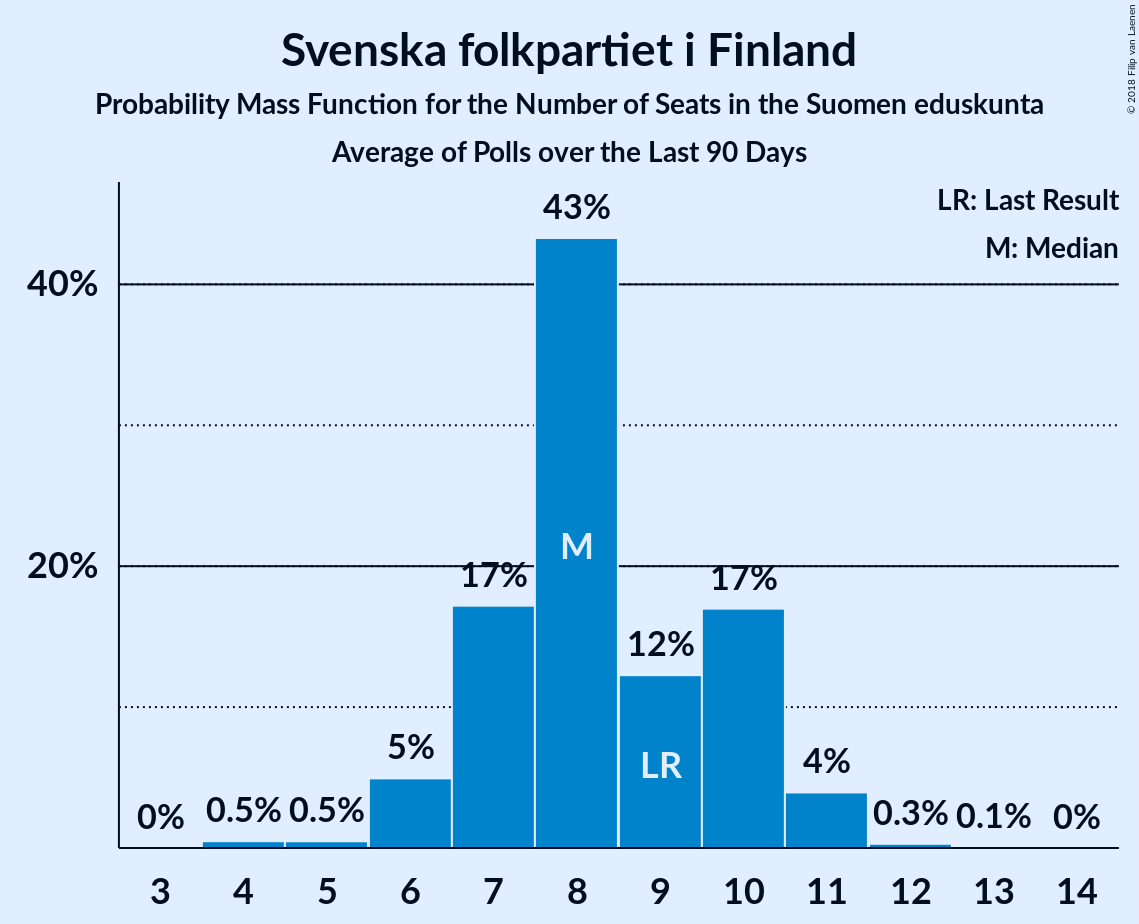 Svenska folkpartiet i Finland
Probability Mass Function for the Number of Seats in the Suomen eduskunta
Average of Polls over the Last 90 Days
© 2018 Filip van Laenen
LR: Last Result
M: Median
43%
40%
M
20%
17%
17%
12%
LR
5%
4%
0%
0.5%
0.5%
0.3%
0.1%
0%
3 4 5 6 7 8 9 10 11 12 13 14